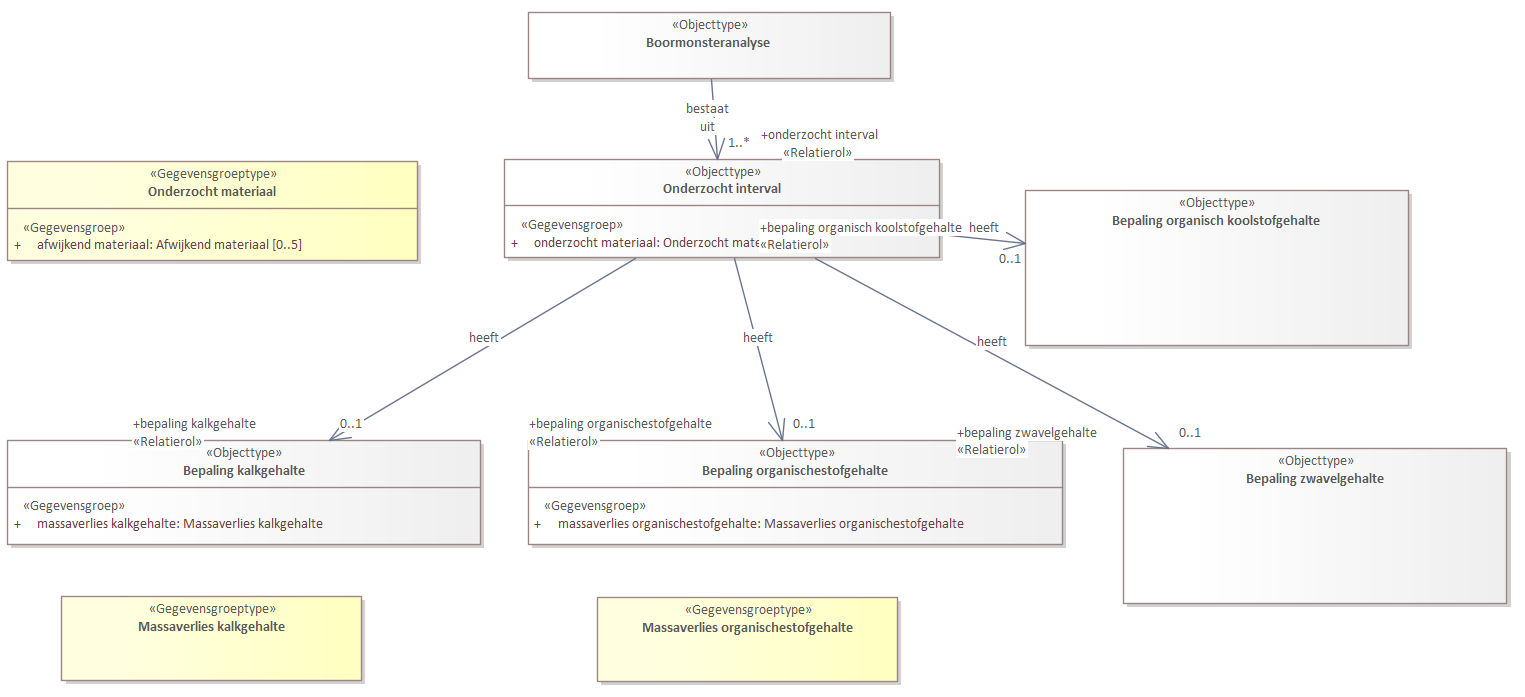 «Objecttype»
Boormonsteranalyse
bestaat
uit
1..*
+onderzocht interval
«Relatierol»
«Gegevensgroeptype»
Onderzocht materiaal
«Gegevensgroep»
+ afwijkend materiaal: Afwijkend materiaal [0..5]
«Objecttype»
Onderzocht interval
«Gegevensgroep»
+ onderzocht materiaal: Onderzocht
+bepaling organisch koolstofgehalte heeft
«Relatierol»
0..1
«Objecttype»
Bepaling organisch koolstofgehalte
heeft
heeft
heeft
+bepaling kalkgehalte
«Relatierol»
0..1
«Objecttype»
Bepaling kalkgehalte
«Gegevensgroep»
+ massaverlies kalkgehalte: Massaverlies kalkgehalte
+bepaling organischestofgehalte
«Relatierol»
0..1
«Objecttype»
Bepaling organischestofgehalte
«Gegevensgroep»
+ massaverlies organischestofgehalte: Massaverlies organischestofgehalte
+bepaling zwavelgehalte
«Relatierol»
0..1
«Objecttype»
Bepaling zwavelgehalte
«Gegevensgroeptype»
Massaverlies kalkgehalte
«Gegevensgroeptype»
Massaverlies organischestofgehalte